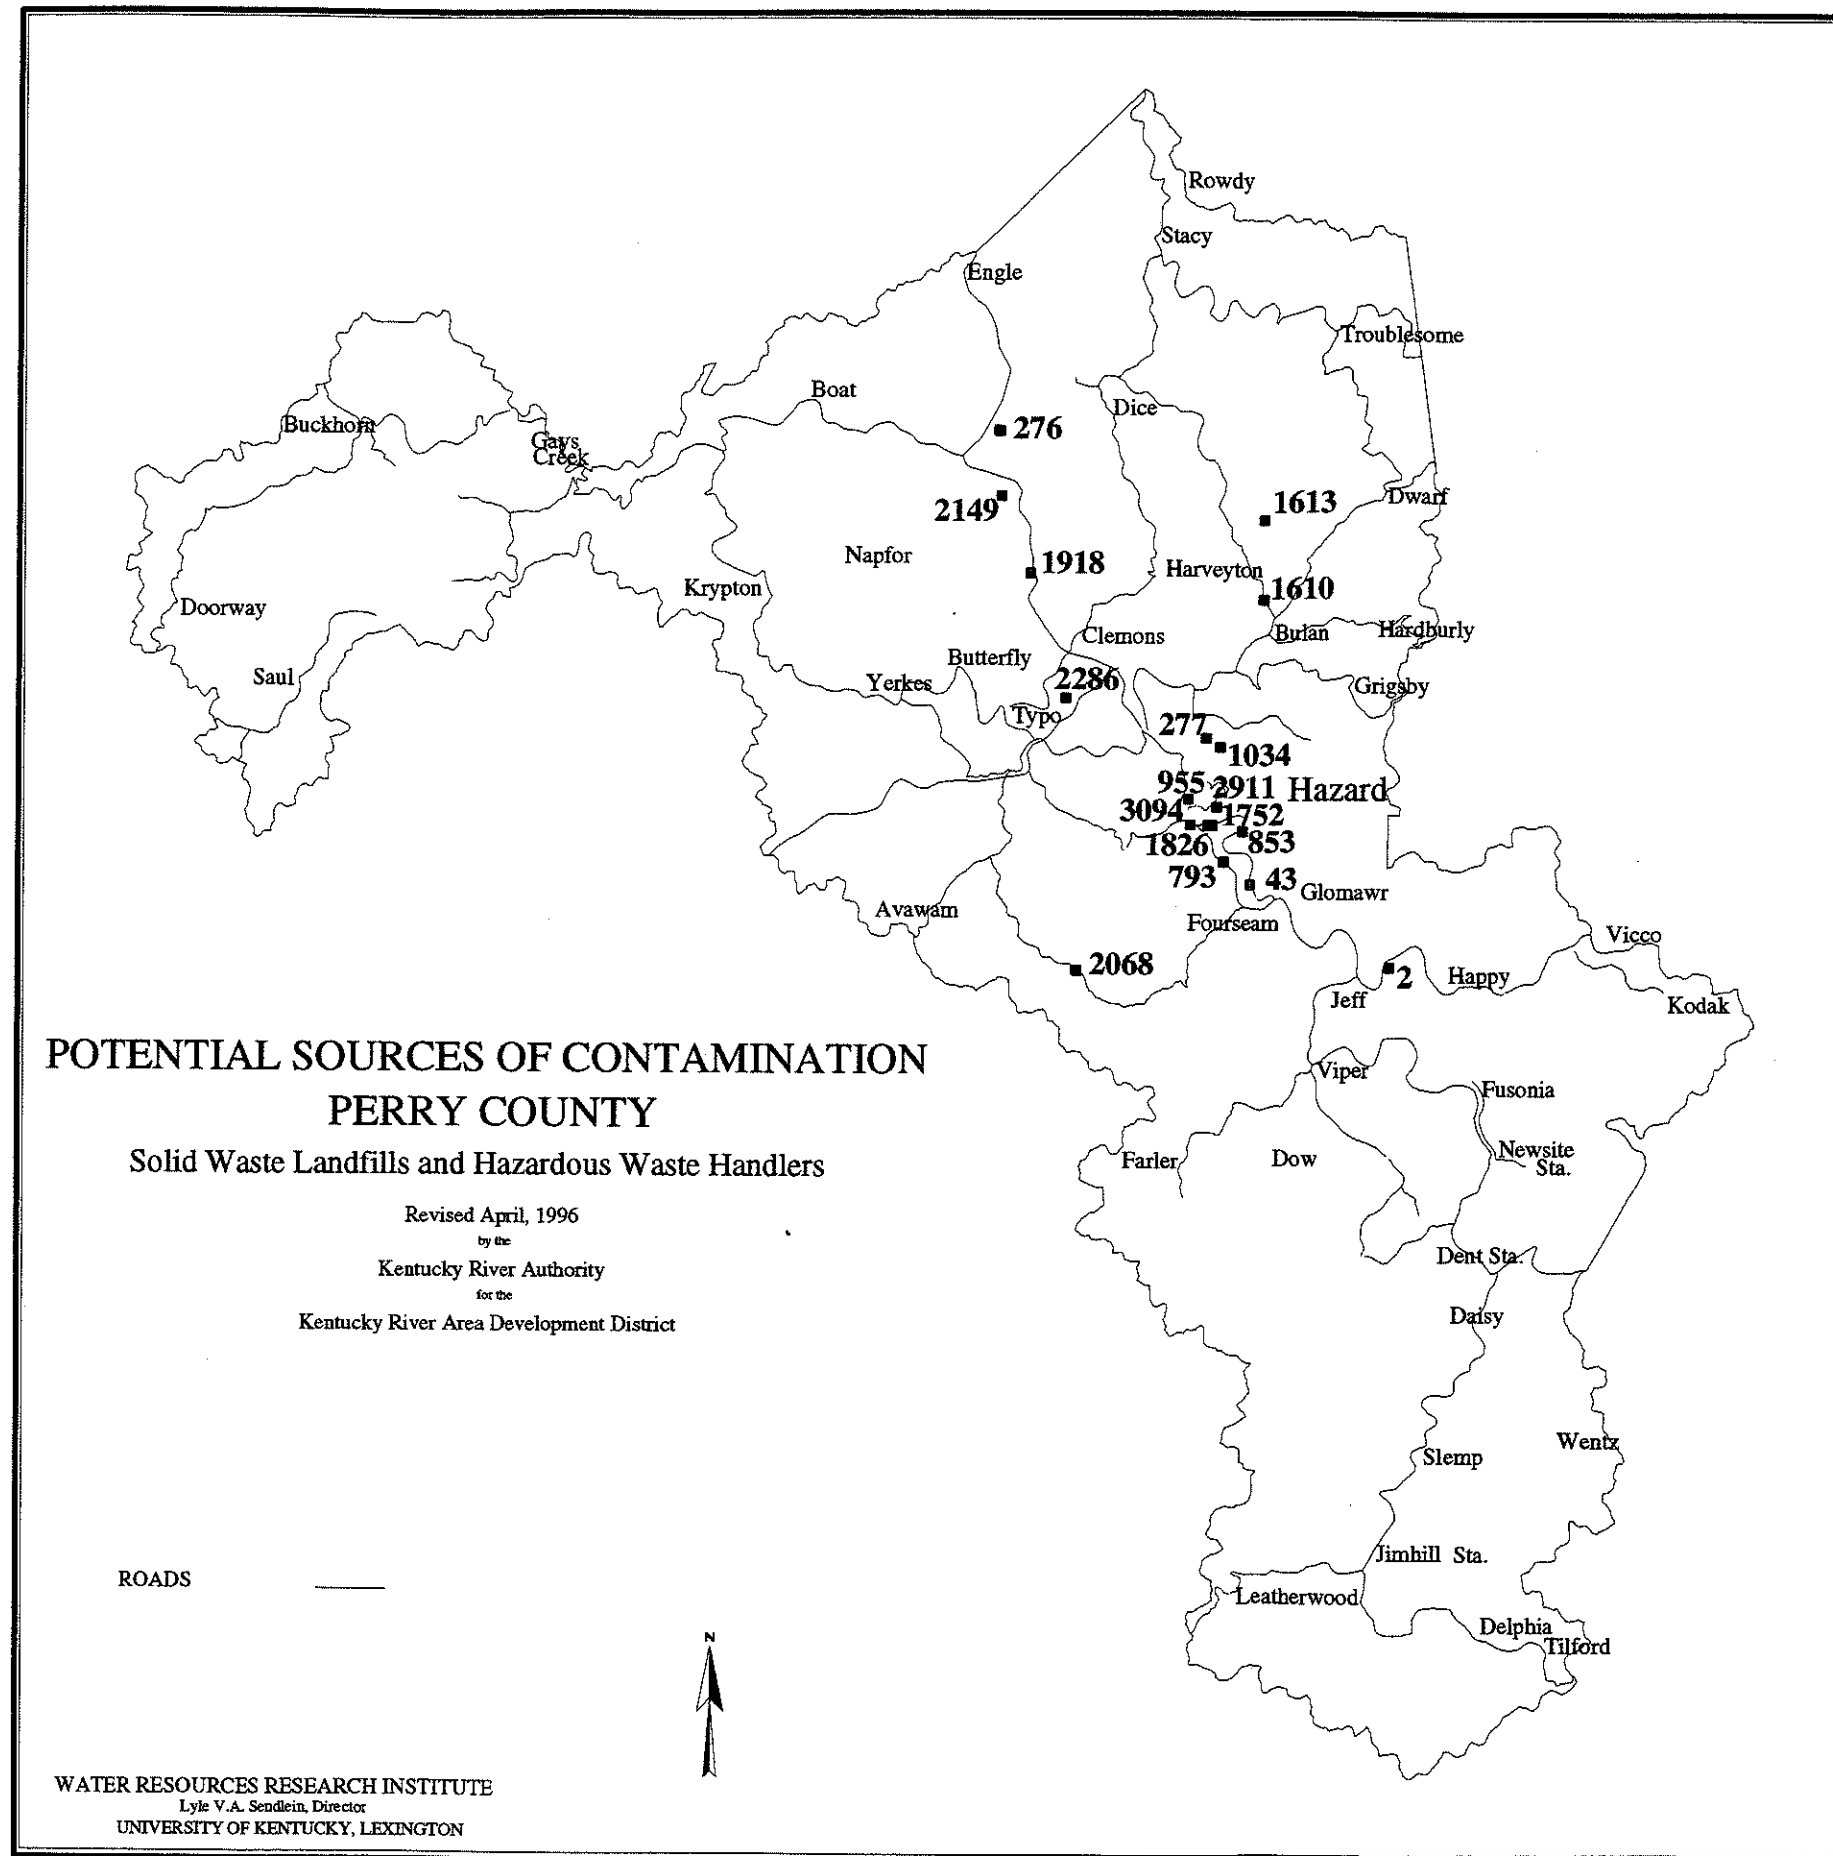 Rowdy
Stacy
Engle
Troublesome
Boat
Dice
Buckhorn
276
Gays
Creek
Dwarf
1613
2149
Napfor
1918
Harveyton
Krypton
1610
Doorway
Clemons
Bulan
Hardburly
Butterfly
Saul
Yerkes
2286
Grigsby
Typo
277
1034
955
2911
Hazard
3094
1752
1826
853
793
43
Glomawr
Avawam
Fourseam
Vicco
2068
2
Happy
Jeff
Kodak
POTENTIAL SOURCES OF CONTAMINATION
PERRY COUNTY
Viper
Fusonia
Solid Waste Landfills and Hazardous Waste Handlers
Farler
Dow
Newsite
Sta.
Revised April, 1996
by the
Kentucky River Authority
for the
Kentucky River Area Development District
Dent Sta.
Daisy
Wentz
Slemp
Jimhill Sta.
ROADS
Leatherwood
Delphia
Tilford
N
WATER RESOURCES RESEARCH INSTITUTE
Lyle V.A. Sendlein, Director
UNIVERSITY OF KENTUCKY, LEXINGTON